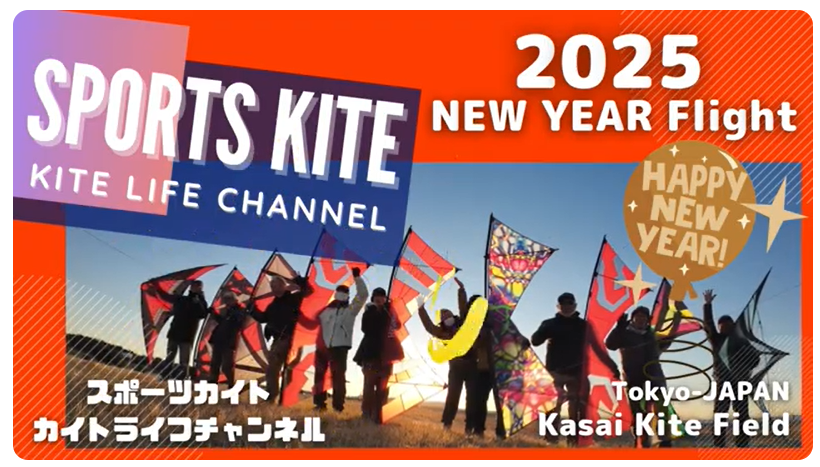 SPORTS KITE
KITE LIFE CHANNEL
2025
NEW YEAR Flight
HAPPY
NEW
YEAR!
スポーツカイト
カイトライフチャンネル
Tokyo-JAPAN
Kasai Kite Field